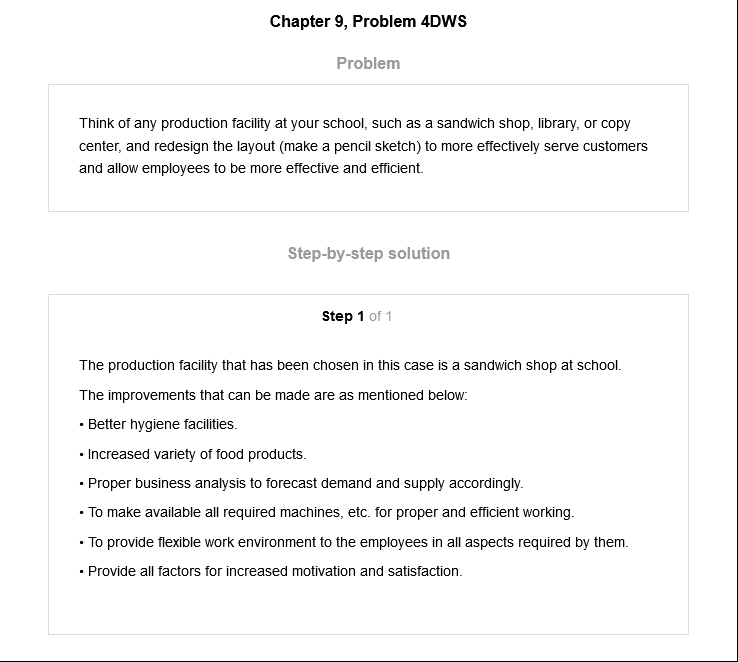 Chapter 9, Problem 4DWS
Problem
Think of any production facility at your school, such as a sandwich shop, library, or copy
center, and redesign the layout (make a pencil sketch) to more effectively serve customers
and allow employees to be more effective and efficient.
Step-by-step solution
Step 1 of 1
The production facility that has been chosen in this case is a sandwich shop at school.
The improvements that can be made are as mentioned below:
• Better hygiene facilities.
• Increased variety of food products.
• Proper business analysis to forecast demand and supply accordingly.
• To make available all required machines, etc. for proper and efficient working.
• To provide flexible work environment to the employees in all aspects required by them.
• Provide all factors for increased motivation and satisfaction.